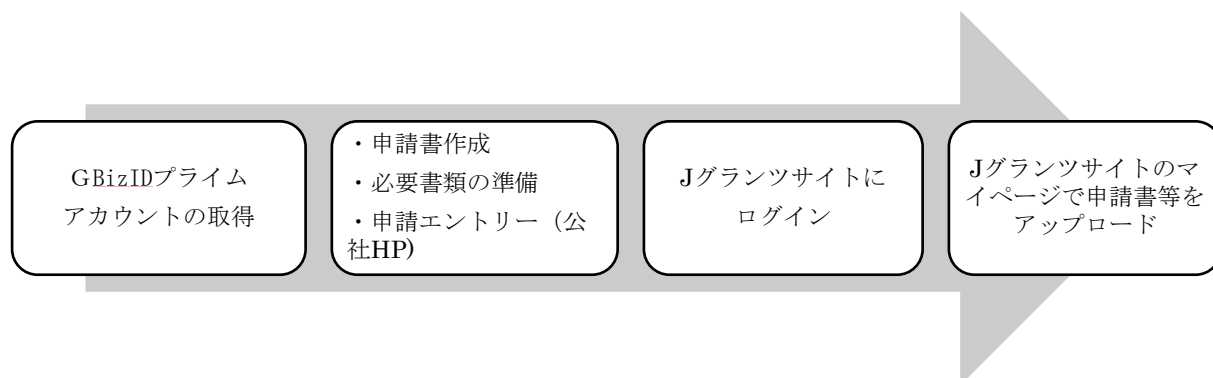 GBizIDプライム
アカウントの取得
・申請書作成
・必要書類の準備
・申請エントリー（公
社HP)
Jグランツサイトに
ログイン
Jグランツサイトのマ
イページで申請書等を
アップロード